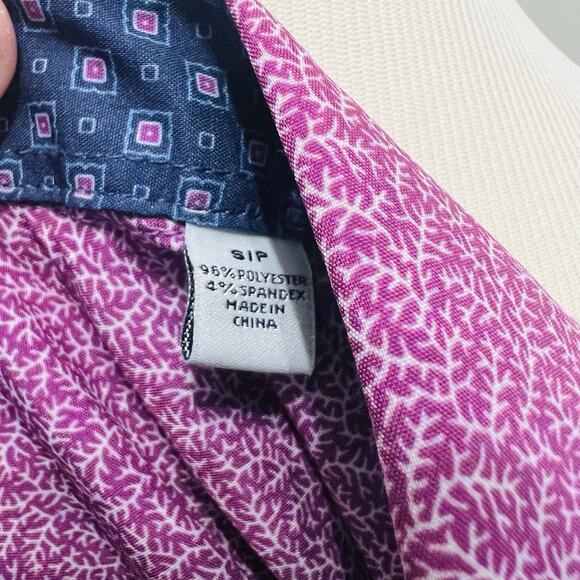 S/P
96% POLYESTER
4% SPANDEX
MADE IN
CHINA